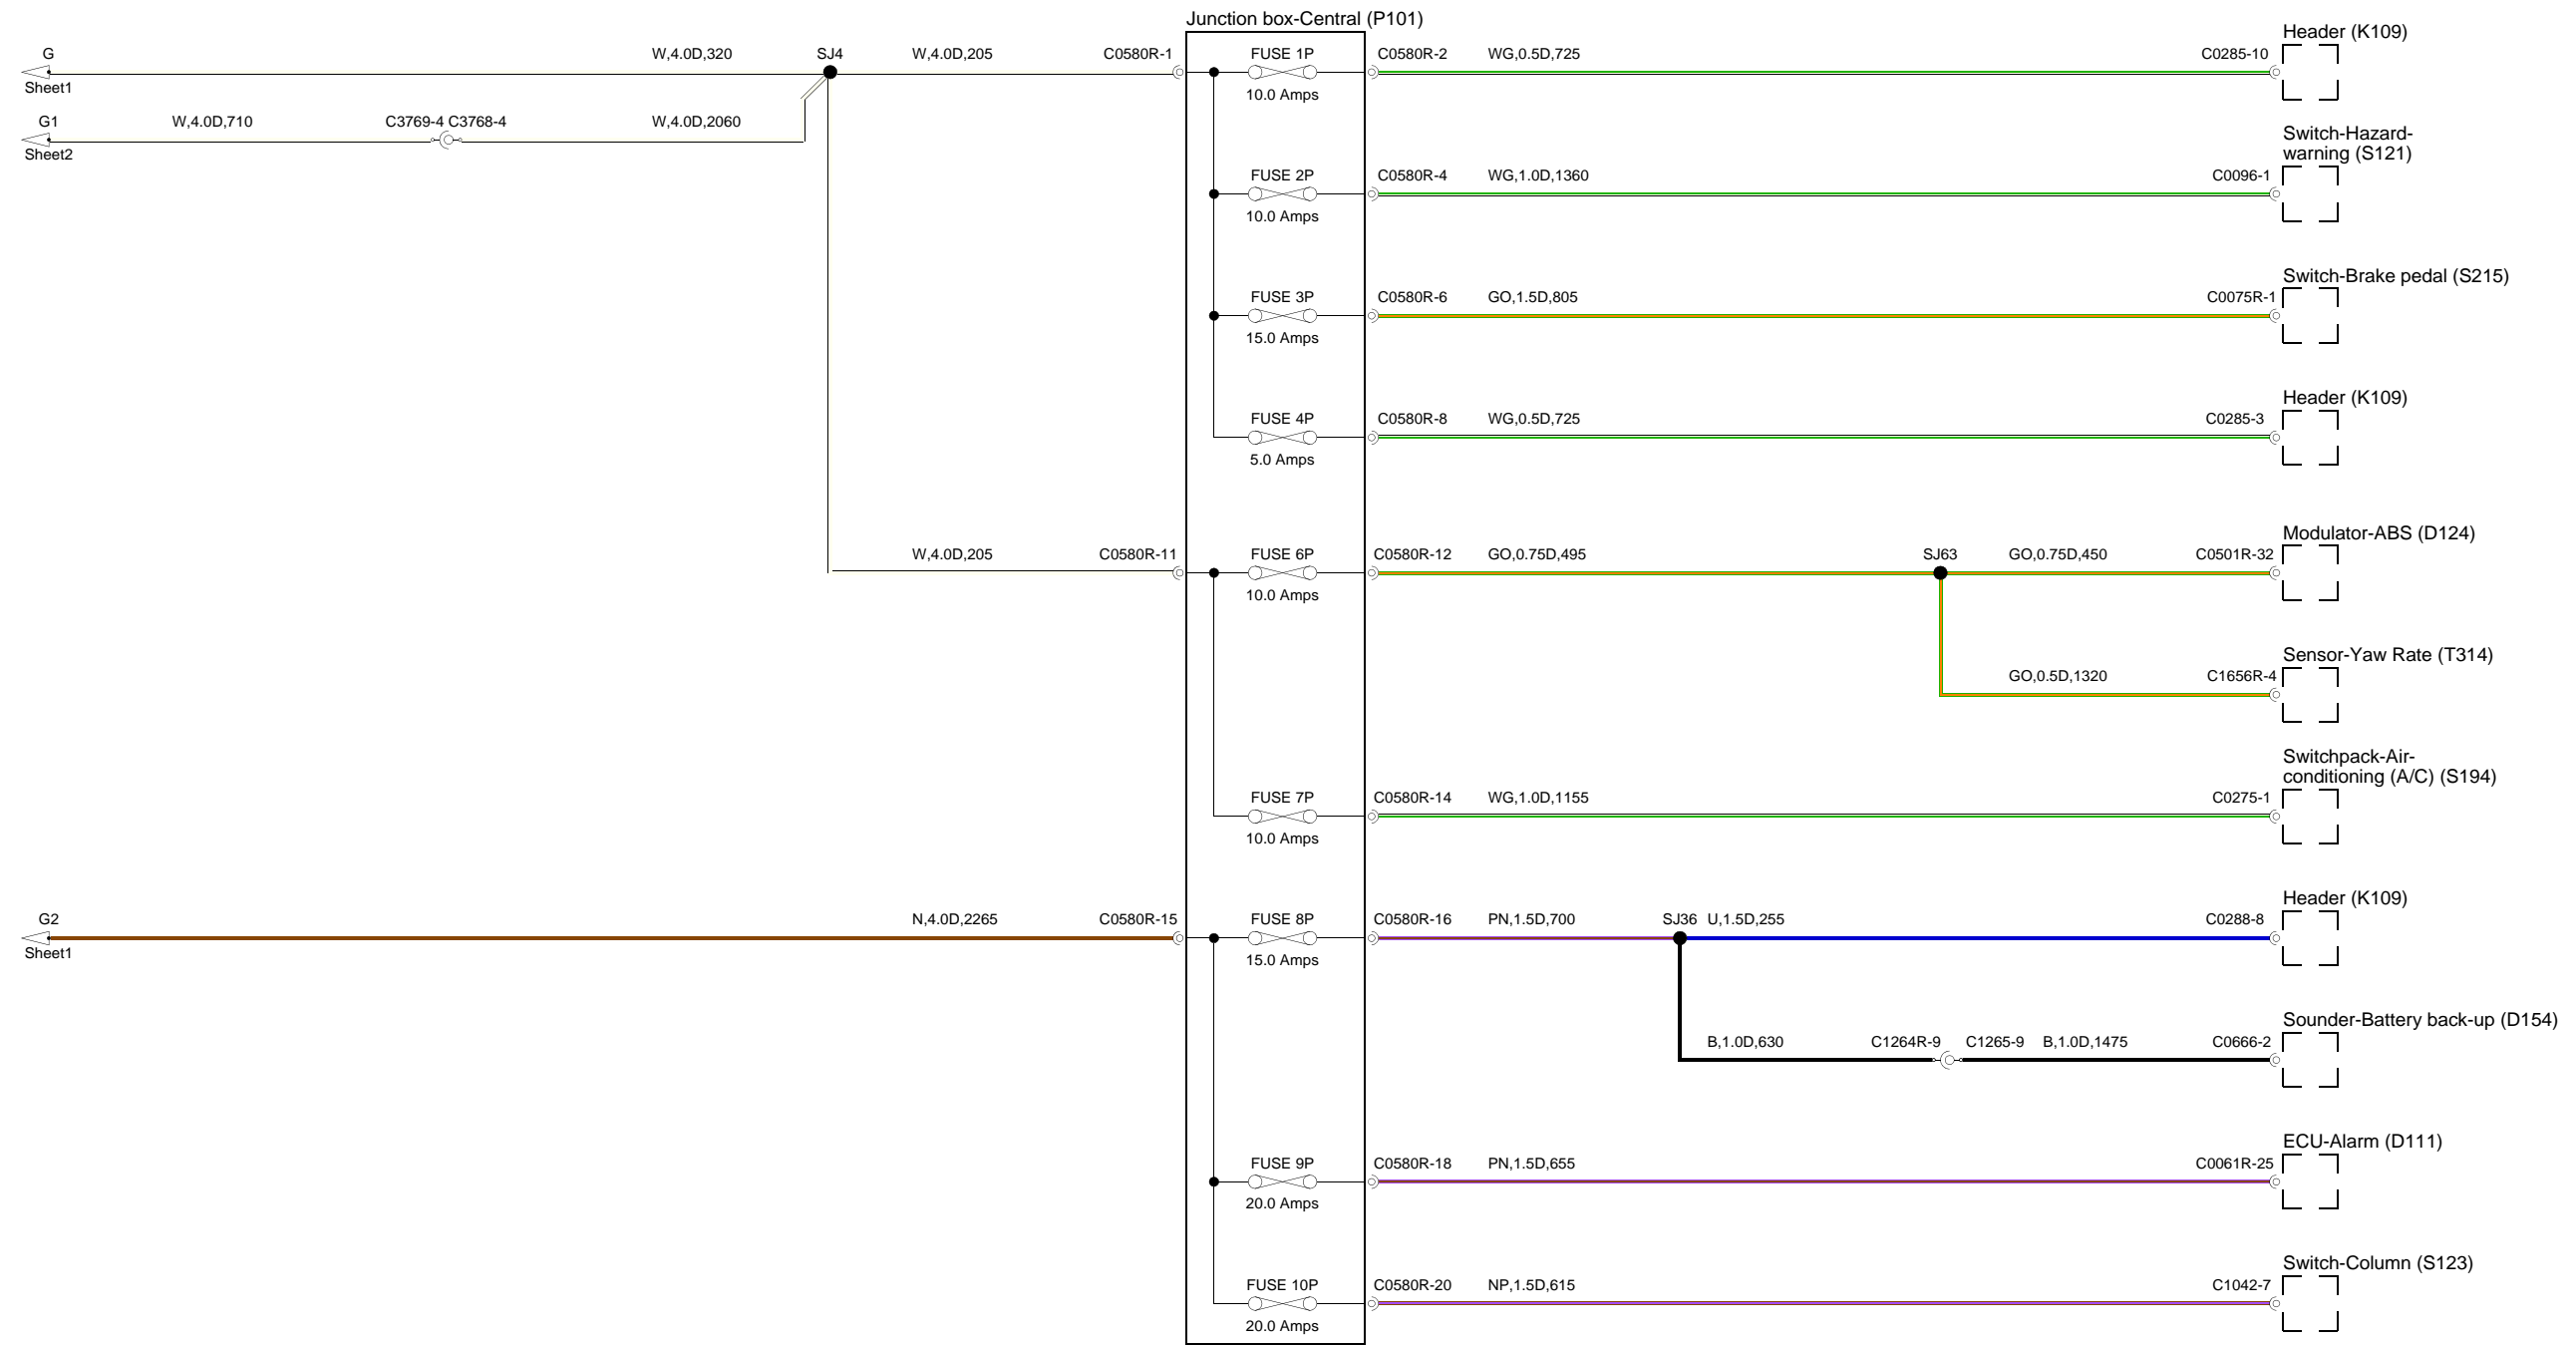 Junction box-Central (P101)
G
W,4.0D,320
SJ4
W,4.0D,205
C0580R-1
FUSE 1P
10.0 Amps
C0580R-2
WG,0.5D,725
C0285-10
Header (K109)
Sheet1
G1
W,4.0D,710
C3769-4 C3768-4
W,4.0D,2060
Sheet2
FUSE 2P
10.0 Amps
C0580R-4
WG,1.0D,1360
C0096-1
Switch-Hazard-
warning (S121)
FUSE 3P
15.0 Amps
C0580R-6
GO,1.5D,805
C0075R-1
Switch-Brake pedal (S215)
FUSE 4P
5.0 Amps
C0580R-8
WG,0.5D,725
C0285-3
Header (K109)
W,4.0D,205
C0580R-11
FUSE 6P
10.0 Amps
C0580R-12
GO,0.75D,495
SJ63
GO,0.75D,450
C0501R-32
Modulator-ABS (D124)
GO,0.5D,1320
C1656R-4
Sensor-Yaw Rate (T314)
FUSE 7P
10.0 Amps
C0580R-14
WG,1.0D,1155
C0275-1
Switchpack-Air-
conditioning (A/C) (S194)
G2
Sheet1
N,4.0D,2265
C0580R-15
FUSE 8P
15.0 Amps
C0580R-16
PN,1.5D,700
SJ36
U,1.5D,255
C0288-8
Header (K109)
B,1.0D,630
C1264R-9
C1265-9
B,1.0D,1475
C0666-2
Sounder-Battery back-up (D154)
FUSE 9P
20.0 Amps
C0580R-18
PN,1.5D,655
C0061R-25
ECU-Alarm (D111)
FUSE 10P
20.0 Amps
C0580R-20
NP,1.5D,615
C1042-7
Switch-Column (S123)